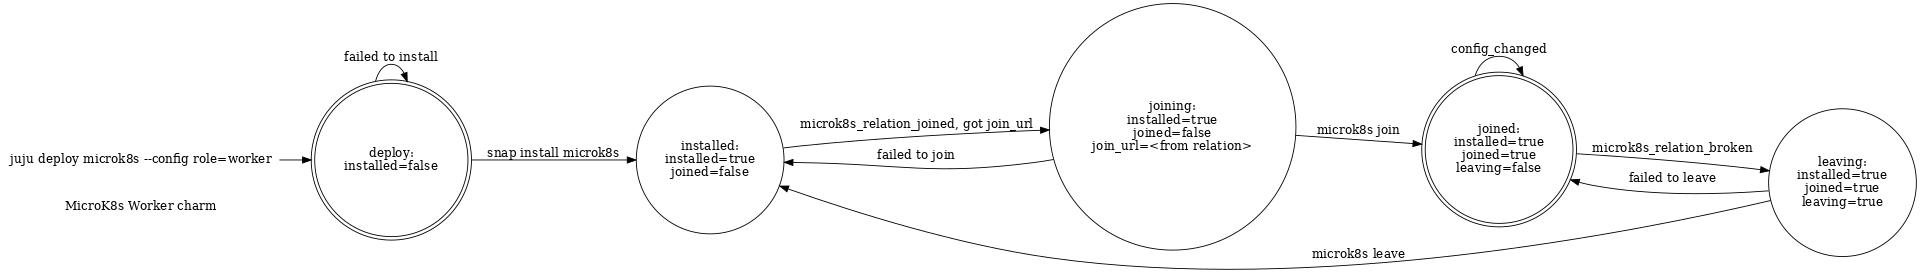 juju deploy microk8s --config role=worker
MicroK8s Worker charm
failed to install
deploy:
installed=false
snap install microk8s
installed:
installed=true
joined=false
microk8s_relation_joined, got join_url
failed to join
joining:
installed=true
joined=false
join_url=<from relation>
microk8s join
config_changed
joined:
installed=true
joined=true
leaving=false
microk8s_relation_broken
failed to leave
leaving:
installed=true
joined=true
leaving=true
microk8s leave